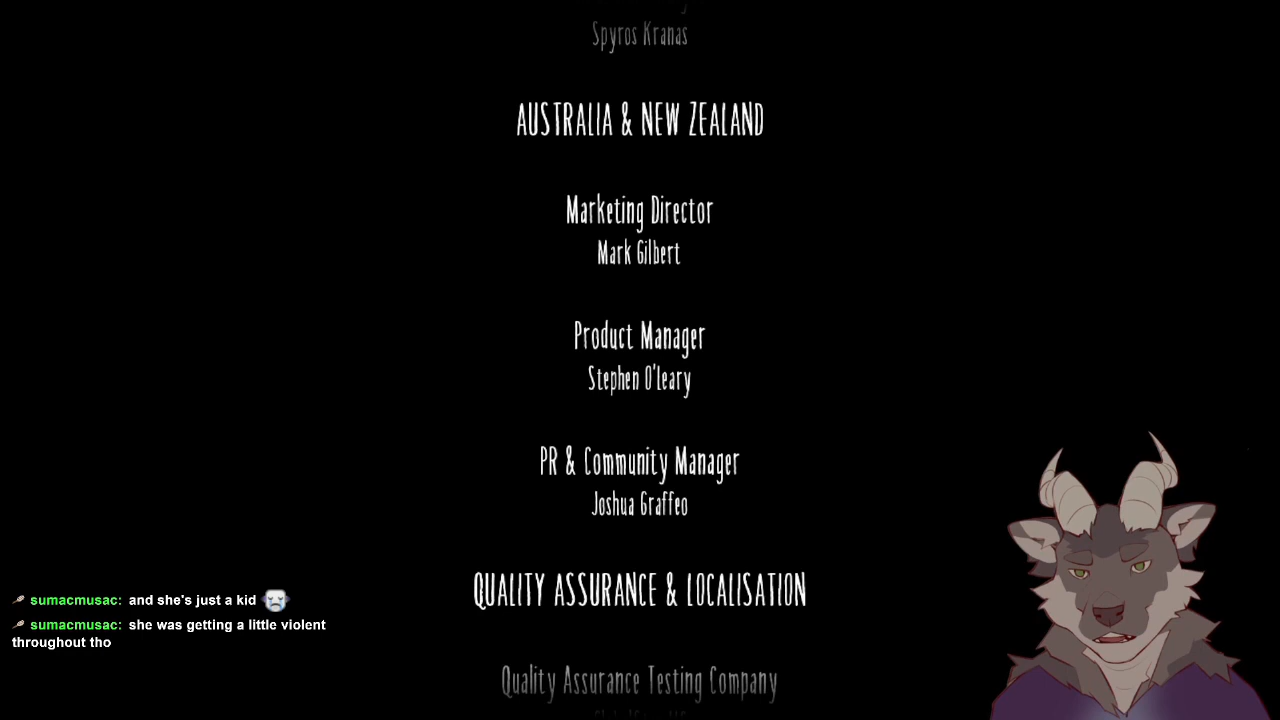 Spyros Kranas
AUSTRALIA & NEW ZEALAND
Marketing Director
Mark Gilbert
Product Manager
Stephen O'Leary
PR & Community Manager
Joshua Graffeo
QUALITY ASSURANCE & LOCALISATION
Quality Assurance Testing Company
sumacmusac: and she's just a kid
sumacmusac: she was getting a little violent
throughout tho